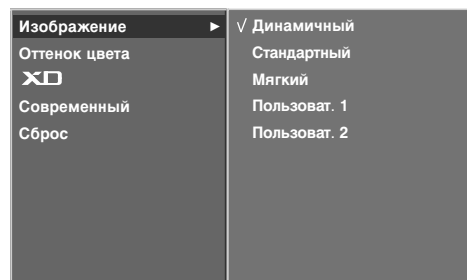 Изображение ►
Оттенок цвета
XD
Современный
Сброс
√ Динамичный
Стандартный
Мягкий
Пользоват. 1
Пользоват. 2